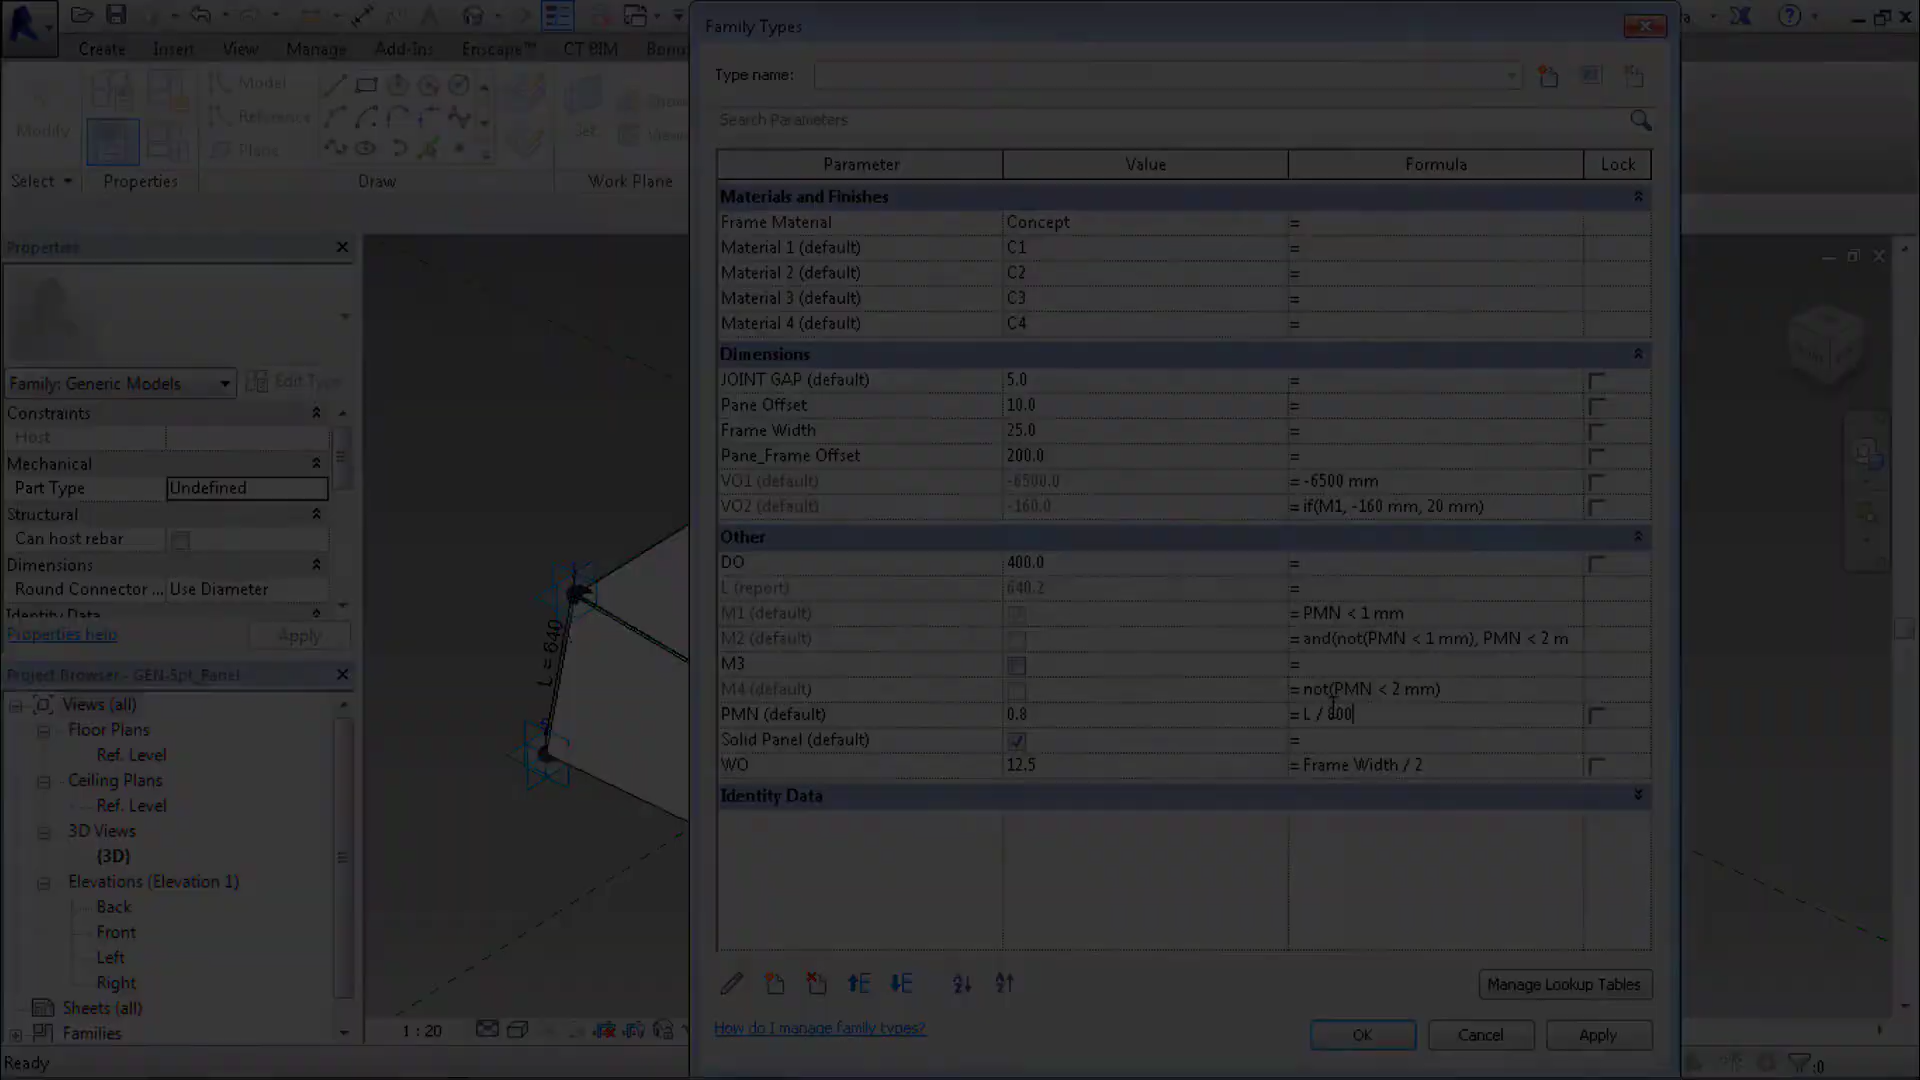 Create Insert View Manage Add-Ins Enscape™ CT BIM
Modify
Model
Reference
Plane
Set
Select Properties Draw Work Plane
Properties
Family: Generic Models Edit Type
Constraints
Host
Mechanical
Part Type Undefined
Structural
Can host rebar
Dimensions
Round Connector ... Use Diameter
Identity Data
Properties help Apply
Project Browser - GEN-5pt_Panel
Views (all)
Floor Plans
Ref. Level
Ceiling Plans
Ref. Level
3D Views
{3D}
Elevations (Elevation 1)
Back
Front
Left
Right
Sheets (all)
Families
Ready
L = 640
1 : 20
Family Types
Type name:
Search Parameters
Parameter Value Formula Lock
Materials and Finishes
Frame Material Concept =
Material 1 (default) C1 =
Material 2 (default) C2 =
Material 3 (default) C3 =
Material 4 (default) C4 =
Dimensions
JOINT GAP (default) 5.0 =
Pane Offset 10.0 =
Frame Width 25.0 =
Pane_Frame Offset 200.0 =
VO1 (default) -6500.0 = -6500 mm
VO2 (default) -160.0 = if(M1, -160 mm, 20 mm)
Other
DO 400.0 =
L (report) 640.2 =
M1 (default) = PMN < 1 mm
M2 (default) = and(not(PMN < 1 mm), PMN < 2 m
M3 =
M4 (default) = not(PMN < 2 mm)
PMN (default) 0.8 = L / 800
Solid Panel (default) =
WO 12.5 = Frame Width / 2
Identity Data
Manage Lookup Tables
How do I manage family types?
OK Cancel Apply
:0